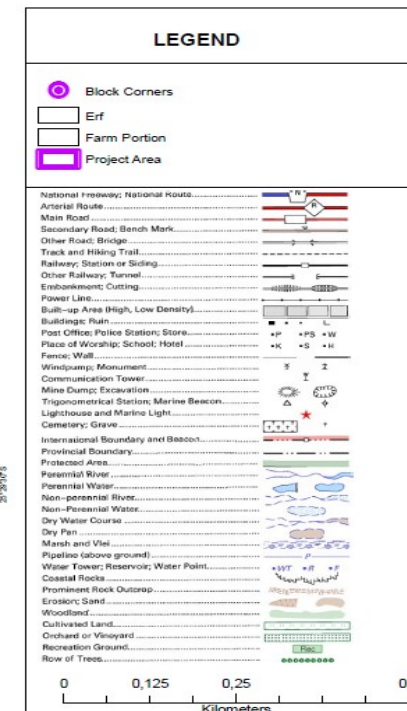 LEGEND
Block Corners
Erf
Farm Portion
Project Area
National Freeway; National Route
N
Arterial Route
R
Main Road
Secondary Road; Bench Mark
Other Road; Bridge
Track and Hiking Trail
Railway; Station or Siding
Other Railway; Tunnel
Embankment; Cutting
Power Line
Built-up Area (High, Low Density)
Buildings; Ruin
Post Office; Police Station; Store
P PS W
Place of Worship; School; Hotel
K S H
Fence; Wall
Windpump; Monument
Communication Tower
Mine Dump; Excavation
Trigonometrical Station; Marine Beacon
Lighthouse and Marine Light
Cemetery; Grave
International Boundary and Beacon
Provincial Boundary
Protected Area
Perennial River
Perennial Water
Non-perennial River
Non-Perennial Water
Dry Water Course
Dry Pan
Marsh and Vlei
Pipeline (above ground)
P
Water Tower; Reservoir; Water Point
WT R F
Coastal Rocks
Prominent Rock Outcrop
Erosion; Sand
Woodland
Cultivated Land
Orchard or Vineyard
Recreation Ground
Rec
Row of Trees
0 0,125 0,25 0
Kilometers